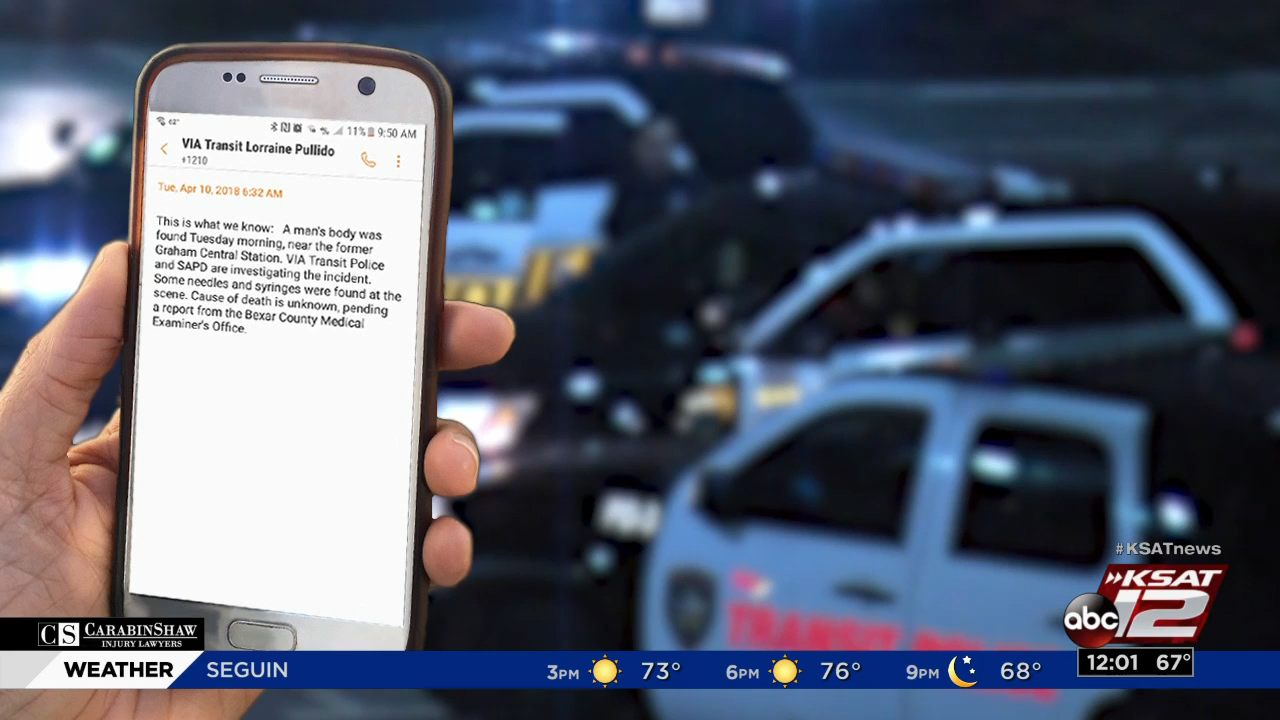 62°
11% 9:50 AM
VIA Transit Lorraine Pullido
+1210
Tue, Apr 10, 2018 6:32 AM
This is what we know: A man's body was
found Tuesday morning, near the former
Graham Central Station. VIA Transit Police
and SAPD are investigating the incident.
Some needles and syringes were found at the
scene. Cause of death is unknown, pending
a report from the Bexar County Medical
Examiner's Office.
TRANSIT POLICE
#KSATnews
KSAT
abc 12
CS CARABINSHAW
INJURY LAWYERS
12:01 67°
WEATHER SEGUIN 3PM 73° 6PM 76° 9PM 68°